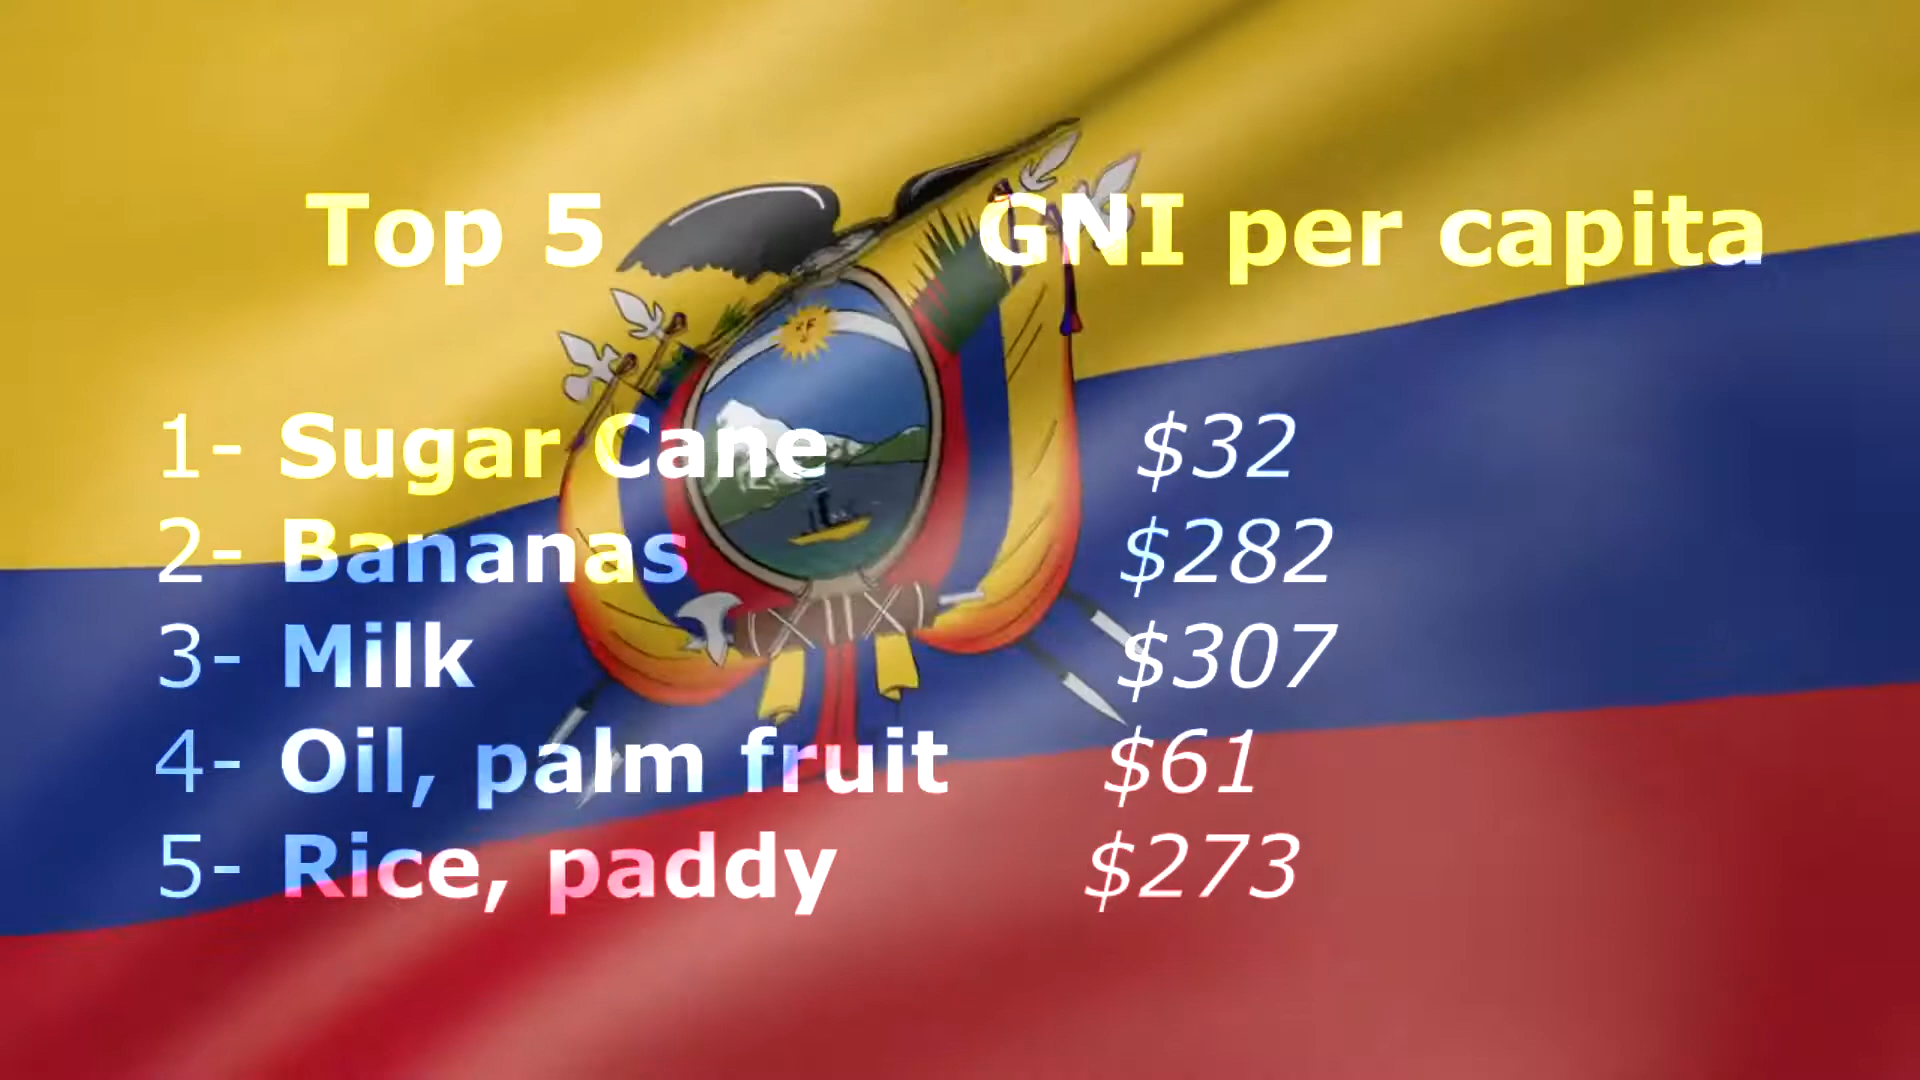 Top 5 GNI per capita
1- Sugar Cane $32
2- Bananas $282
3- Milk $307
4- Oil, palm fruit $61
5- Rice, paddy $273